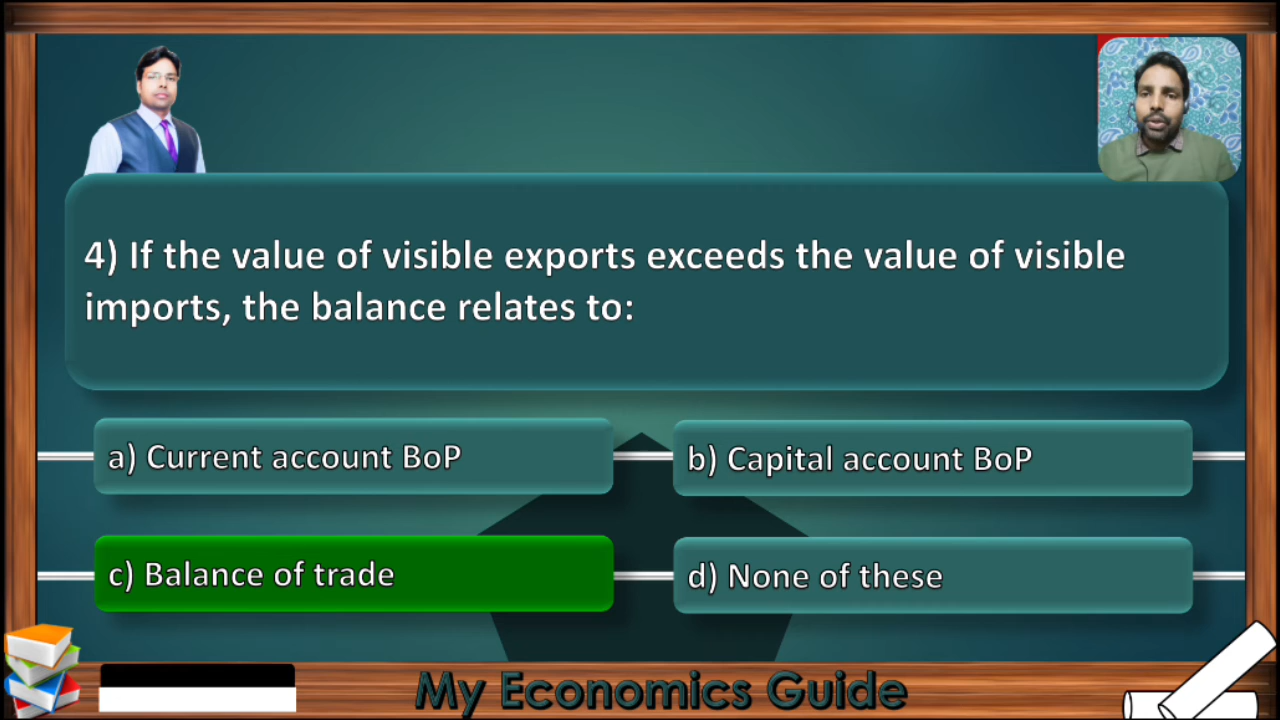 4) If the value of visible exports exceeds the value of visible
imports, the balance relates to:
a) Current account BoP
b) Capital account BoP
c) Balance of trade
d) None of these
My Economics Guide